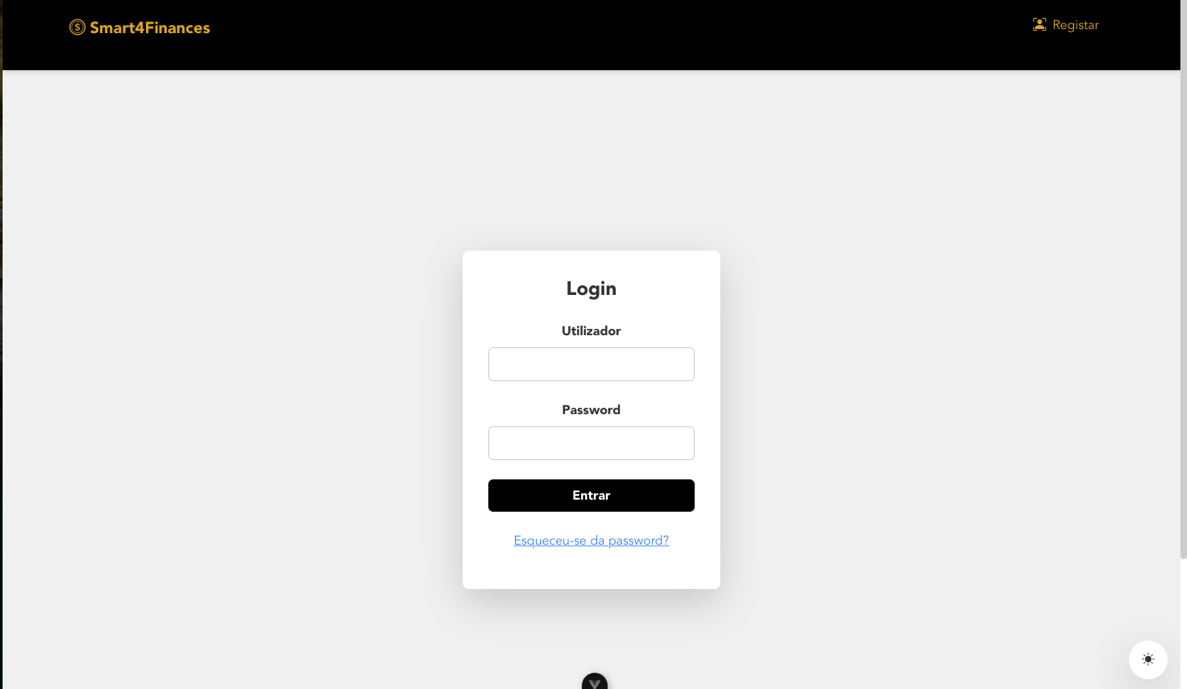 Smart4Finances
Registar
Login
Utilizador
Password
Entrar
Esqueceu-se da password?